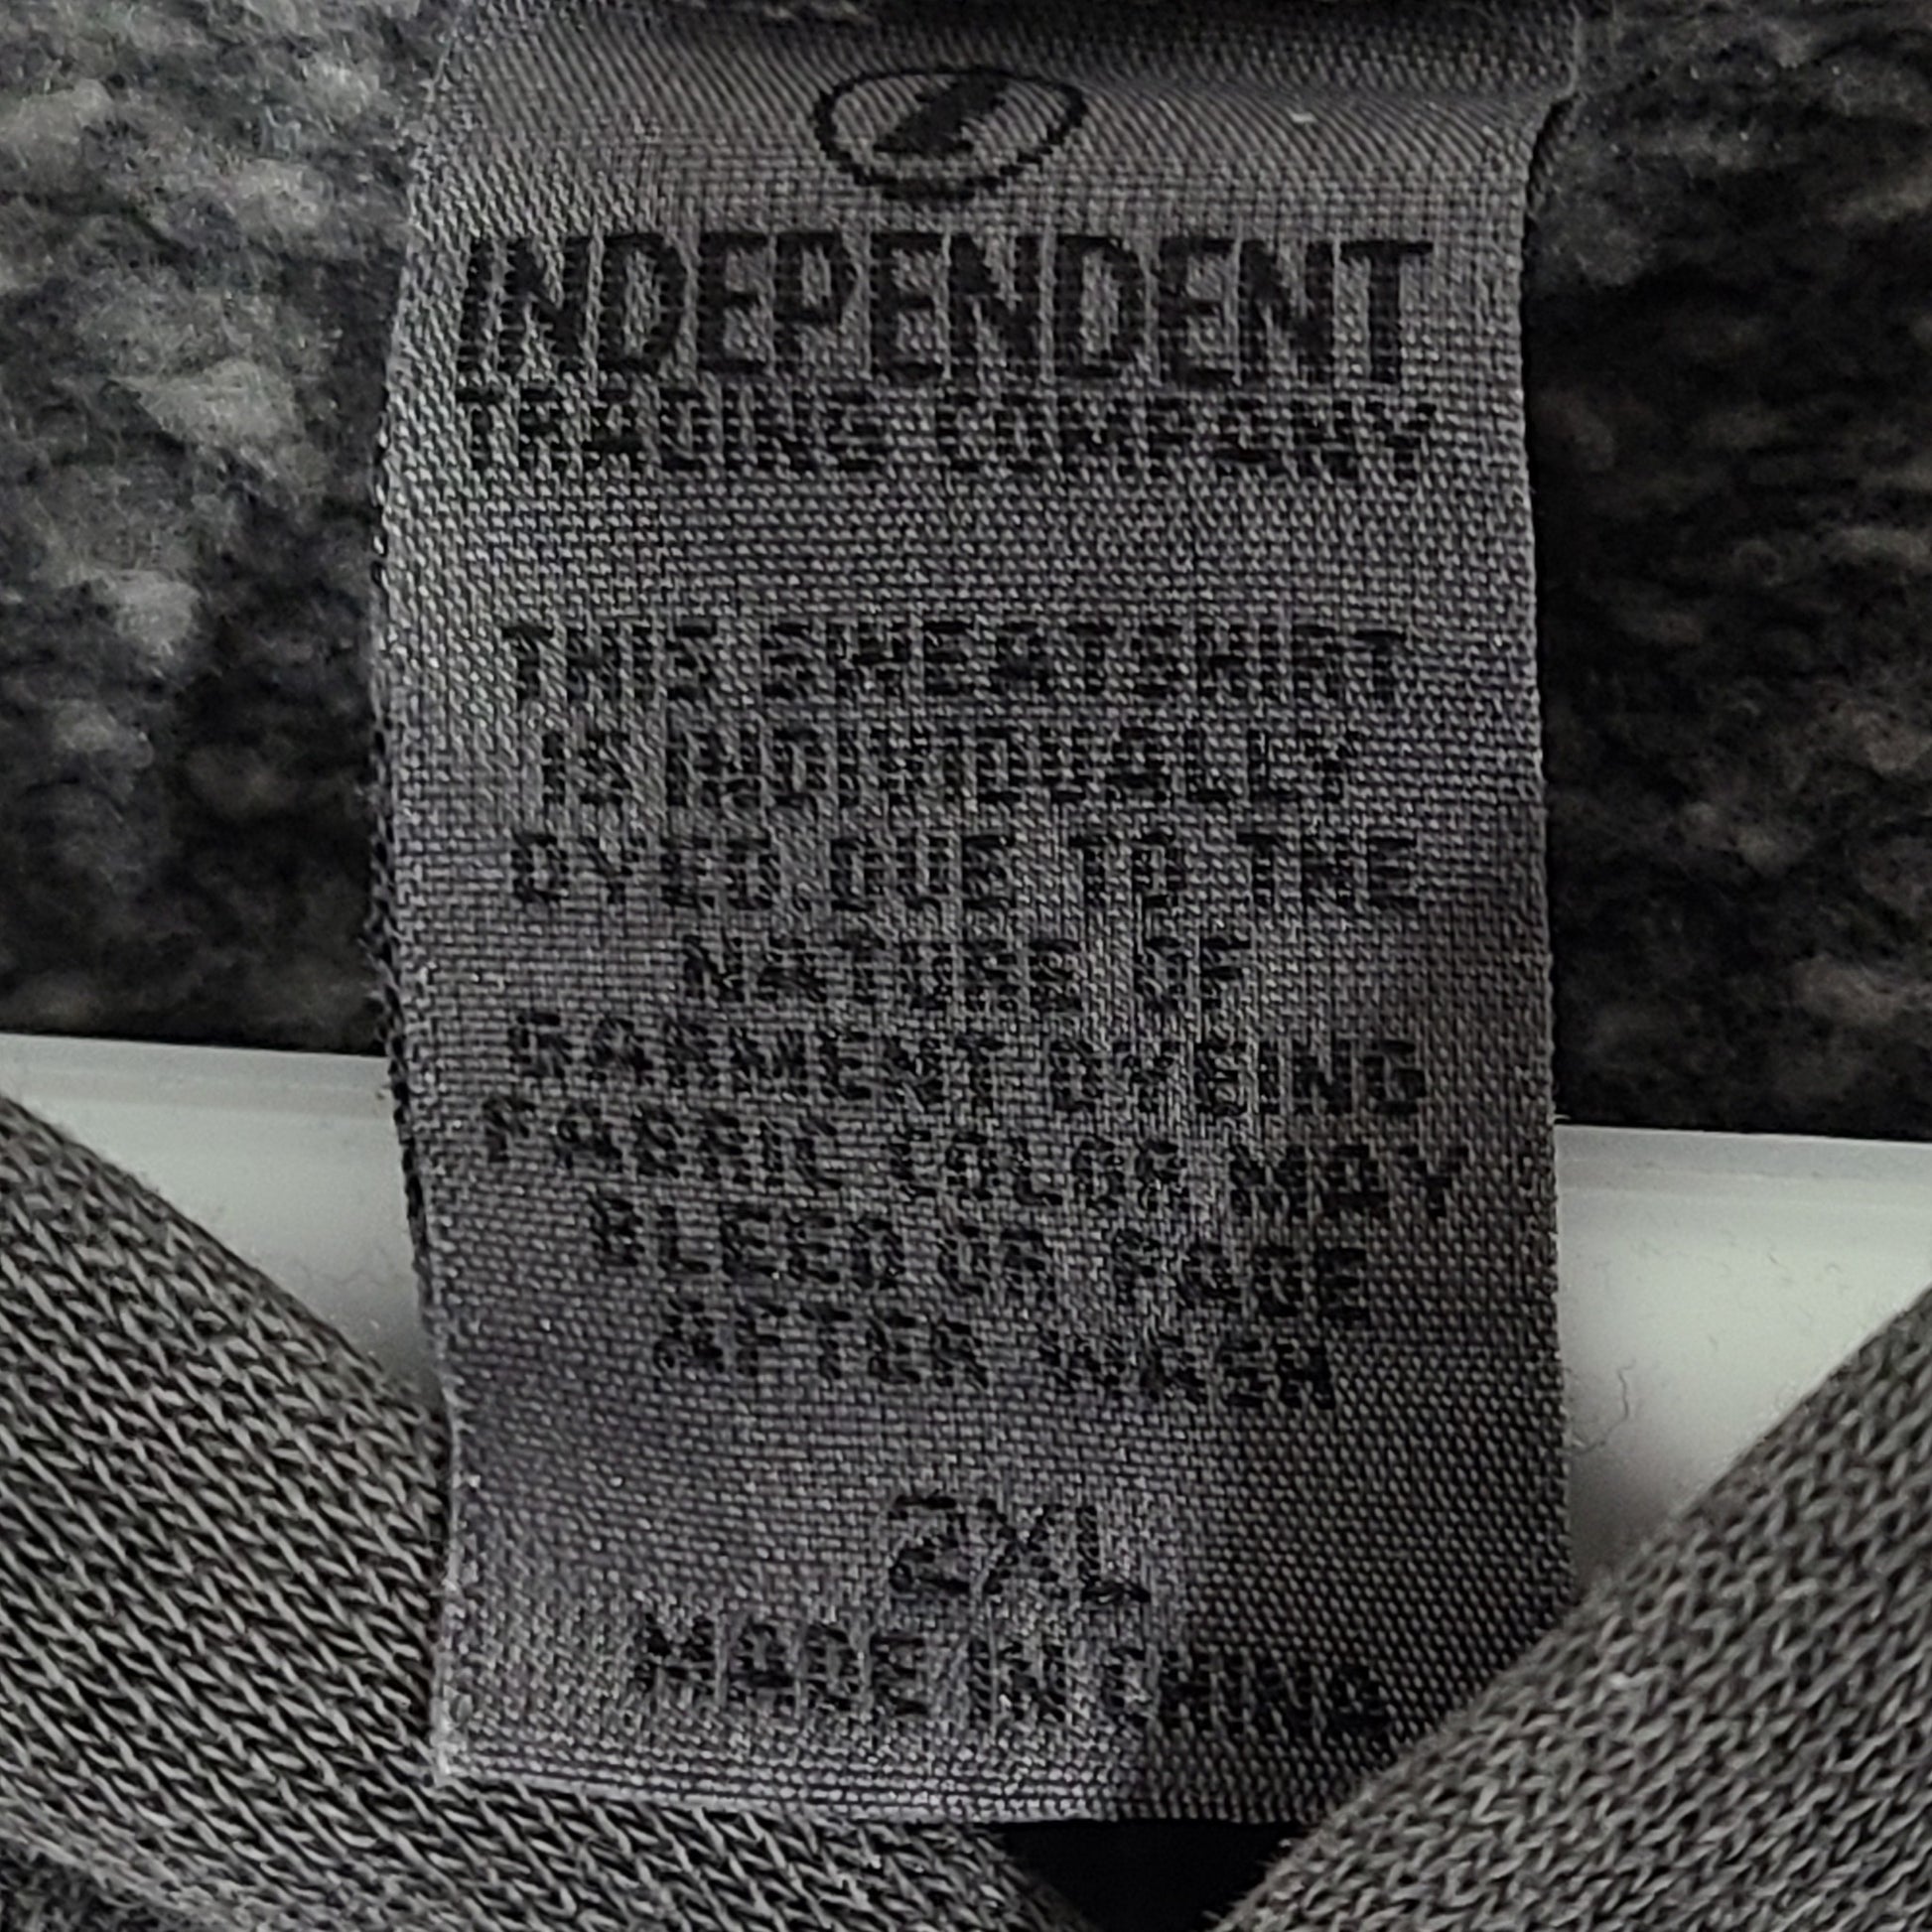 INDEPENDENT
TRADING COMPANY
THIS SWEATSHIRT
IS INDIVIDUALLY
DYED. DUE TO THE
NATURE OF
GARMENT DYEING
FABRIC COLOR MAY
BLEED OR FADE
AFTER WASH
2XL
MADE IN CHINA